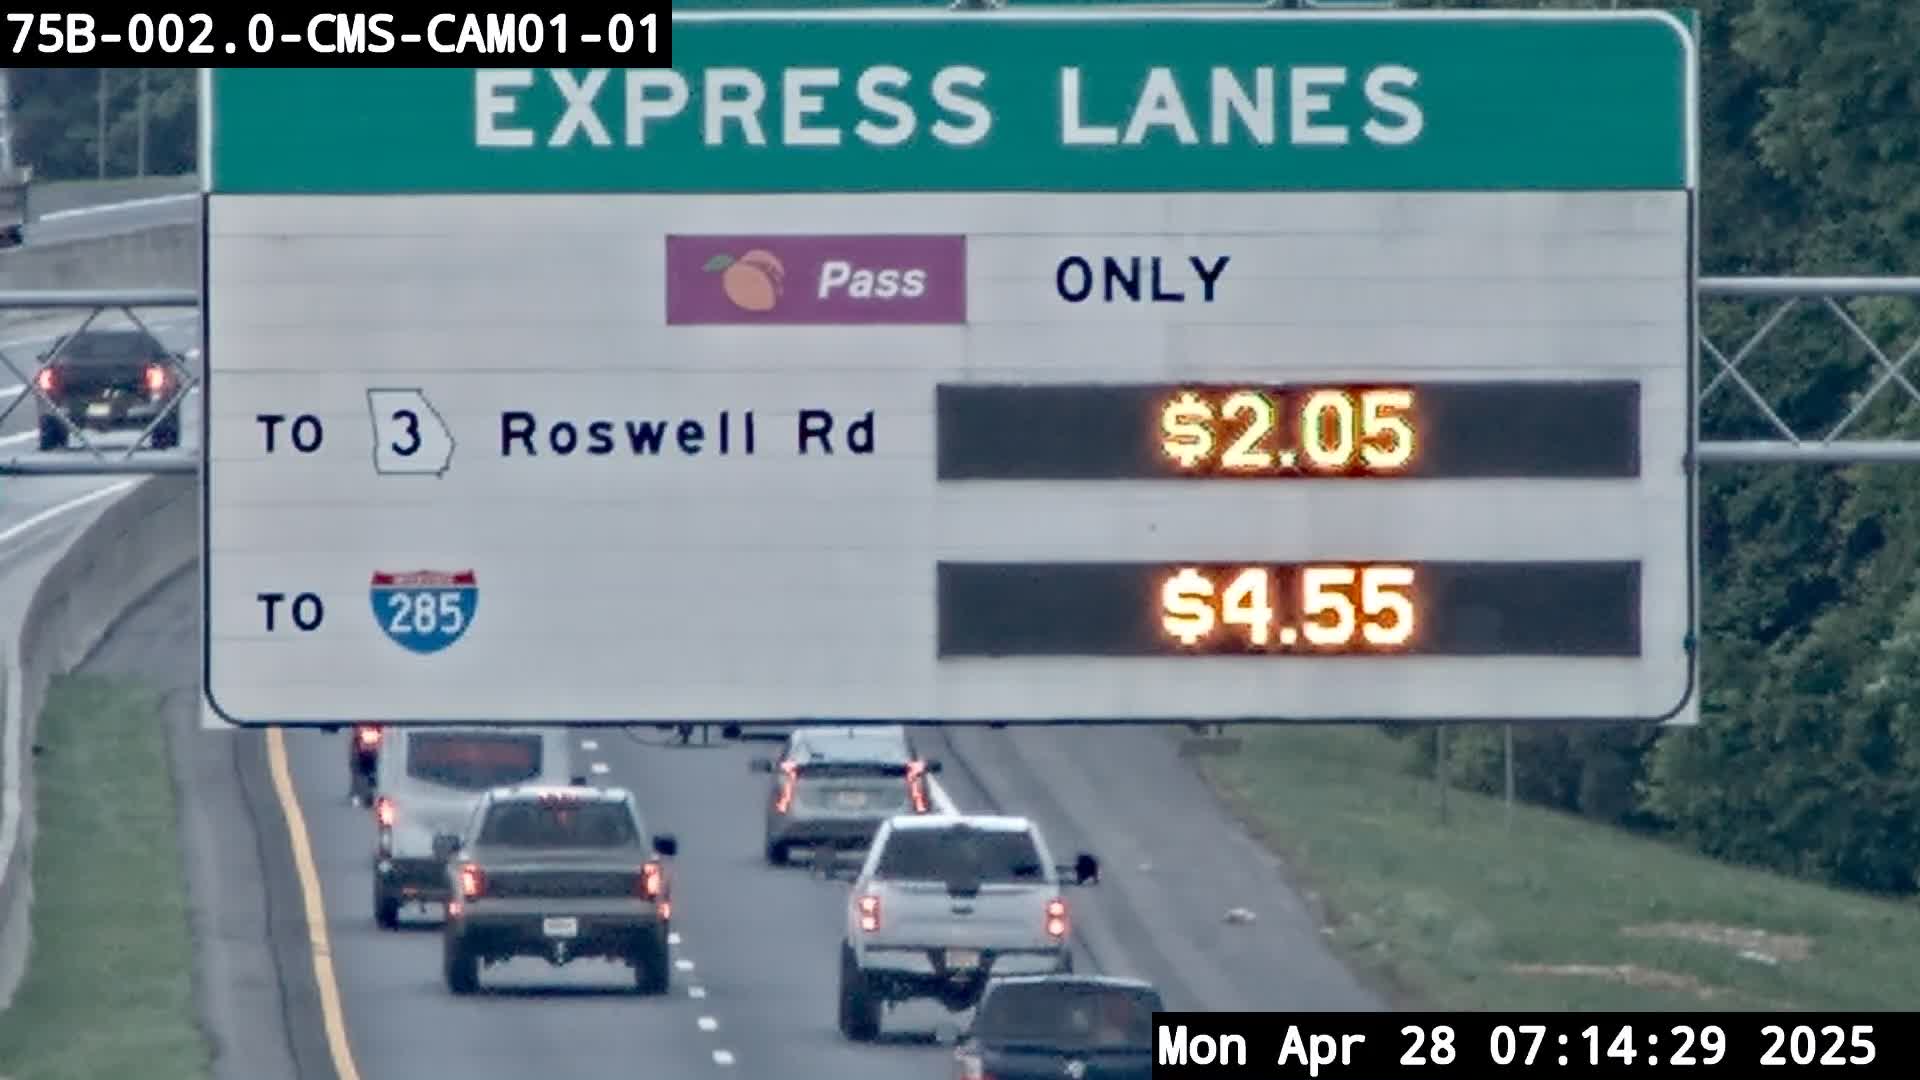 75B-002.0-CMS-CAM01-01
EXPRESS LANES
Pass ONLY
TO 3 Roswell Rd $2.05
TO 285 $4.55
Mon Apr 28 07:14:29 2025